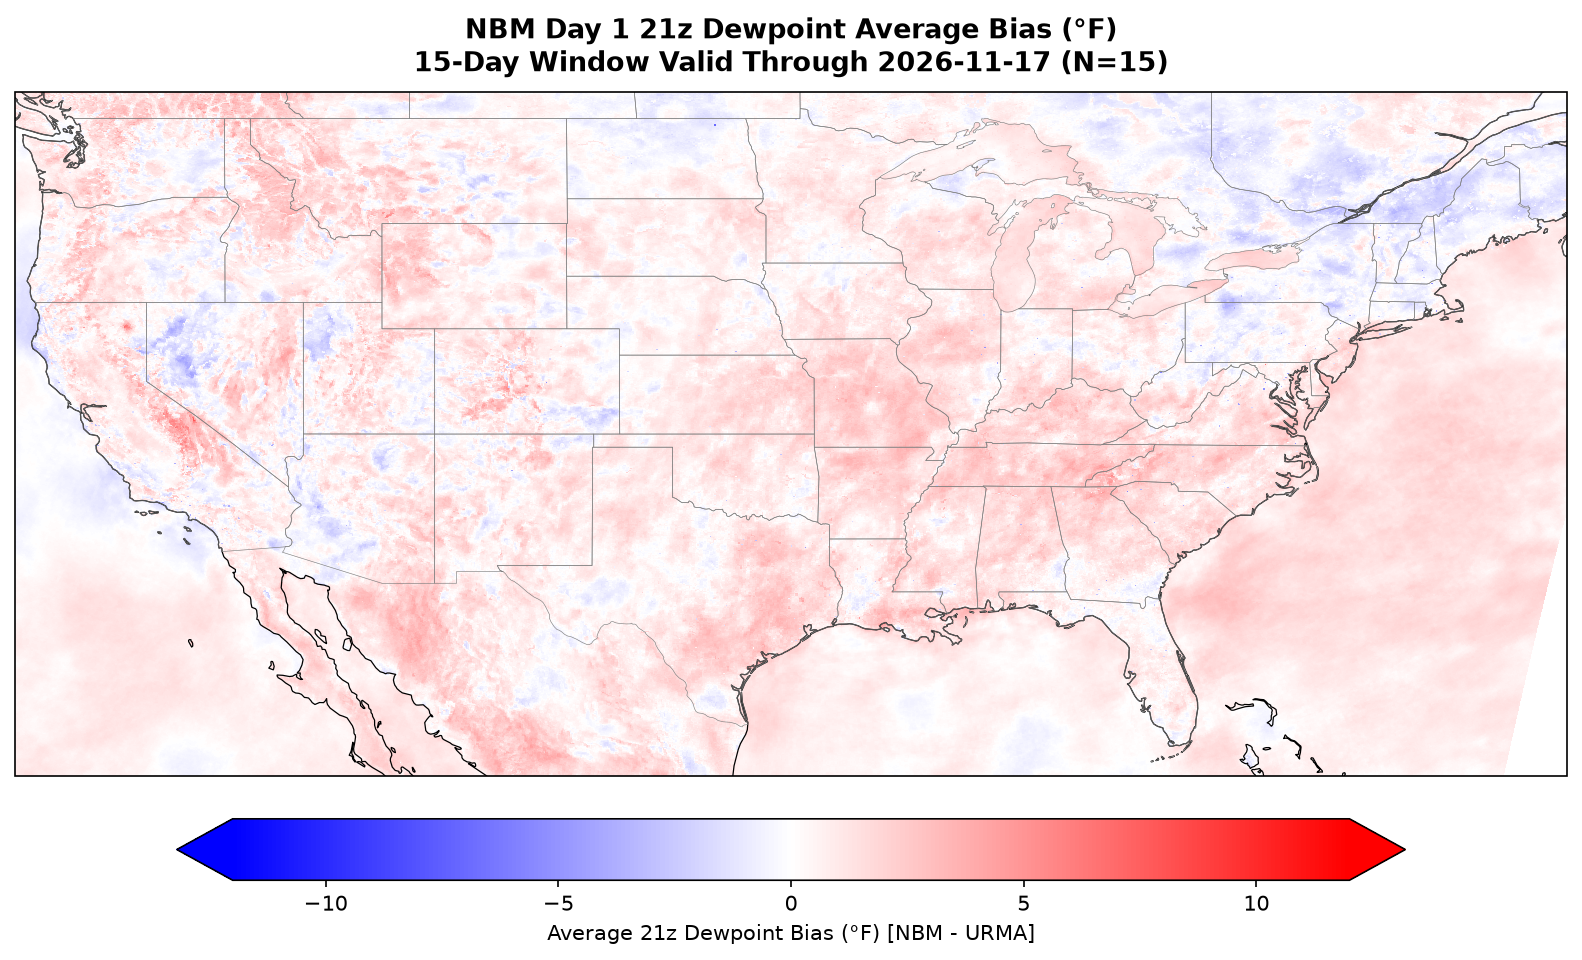 NBM Day 1 21z Dewpoint Average Bias (°F)
15-Day Window Valid Through 2026-11-17 (N=15)
−10 −5 0 5 10
Average 21z Dewpoint Bias (°F) [NBM - URMA]